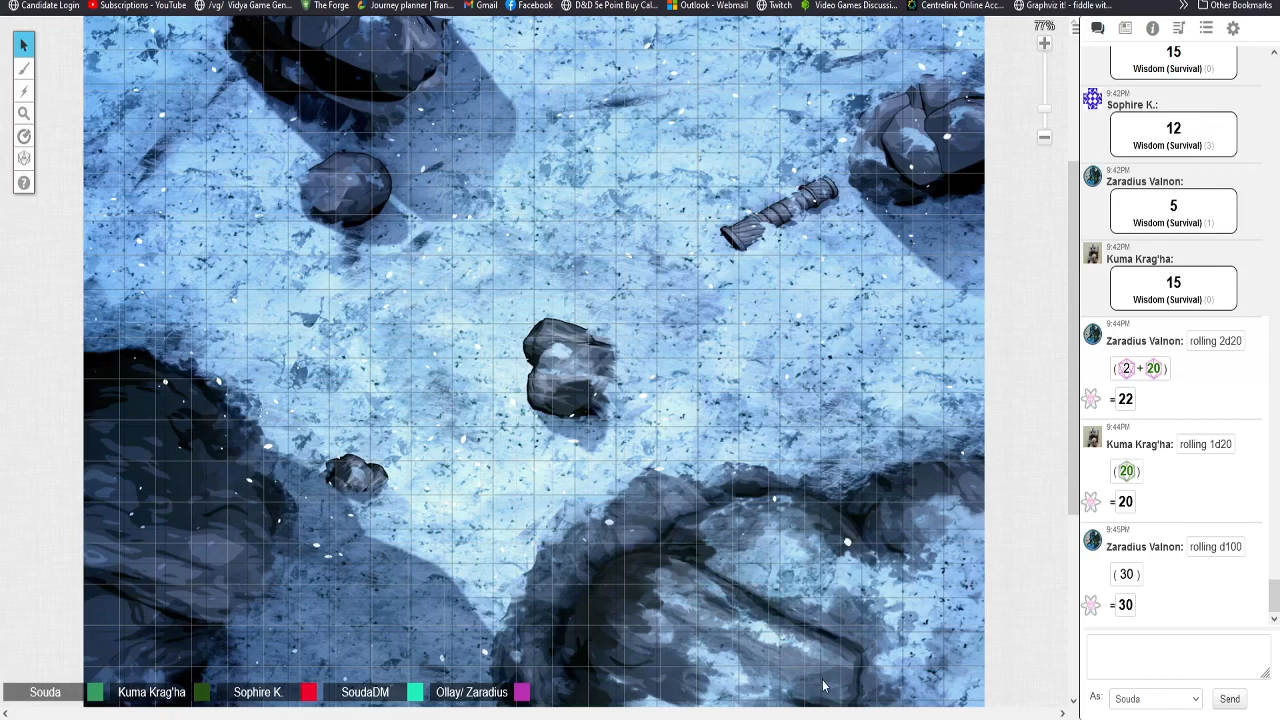 Candidate Login
Subscriptions - YouTube
/vg/ Vidya Game Gen...
The Forge
Journey planner | Tran...
Gmail
Facebook
D&D 5e Point Buy Cal...
Outlook - Webmail
Twitch
Video Games Discussi...
Centrelink Online Acc...
Graphviz it! - fiddle wit...
Other Bookmarks
77%
15
Wisdom (Survival) (0)
9:42PM
Sophire K.:
12
Wisdom (Survival) (3)
9:42PM
Zaradius Valnon:
5
Wisdom (Survival) (1)
9:42PM
Kuma Krag'ha:
15
Wisdom (Survival) (0)
9:44PM
Zaradius Valnon: rolling 2d20
( 2 + 20 )
= 22
9:44PM
Kuma Krag'ha: rolling 1d20
( 20 )
= 20
9:45PM
Zaradius Valnon: rolling d100
( 30 )
= 30
As: Souda Send
Souda
Kuma Krag'ha
Sophire K.
SoudaDM
Ollay/ Zaradius